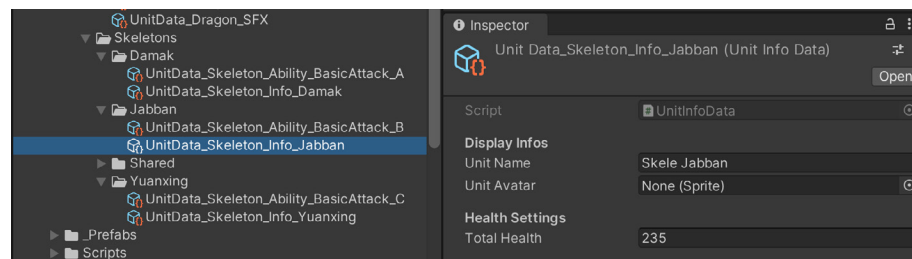 UnitData_Dragon_SFX
Skeletons
Damak
UnitData_Skeleton_Ability_BasicAttack_A
UnitData_Skeleton_Info_Damak
Jabban
UnitData_Skeleton_Ability_BasicAttack_B
UnitData_Skeleton_Info_Jabban
Shared
Yuanxing
UnitData_Skeleton_Ability_BasicAttack_C
UnitData_Skeleton_Info_Yuanxing
_Prefabs
Scripts
Inspector
Unit Data_Skeleton_Info_Jabban (Unit Info Data)
Open
Script UnitInfoData
Display Infos
Unit Name Skele Jabban
Unit Avatar None (Sprite)
Health Settings
Total Health 235